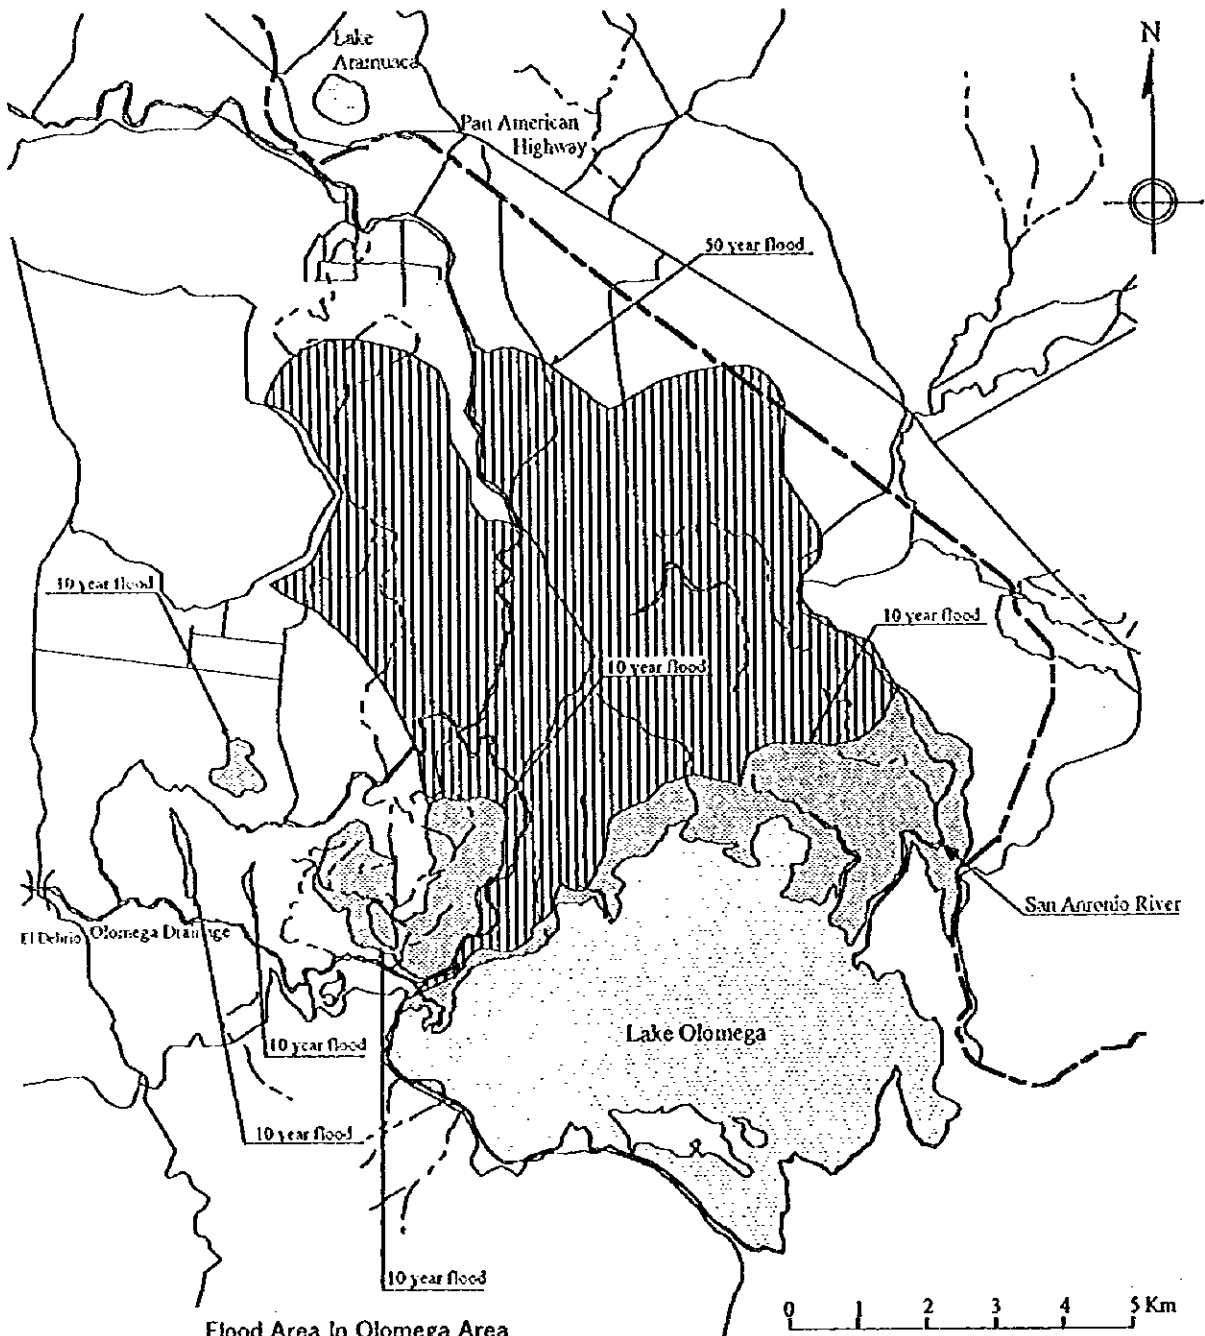 Lake
Aramuaca
N
Pan American
Highway
50 year flood
10 year flood
10 year flood
10 year flood
San Antonio River
El Debrio
Olomega Drainage
Lake Olomega
10 year flood
10 year flood
10 year flood
0 1 2 3 4 5 Km
Flood Area In Olomega Area